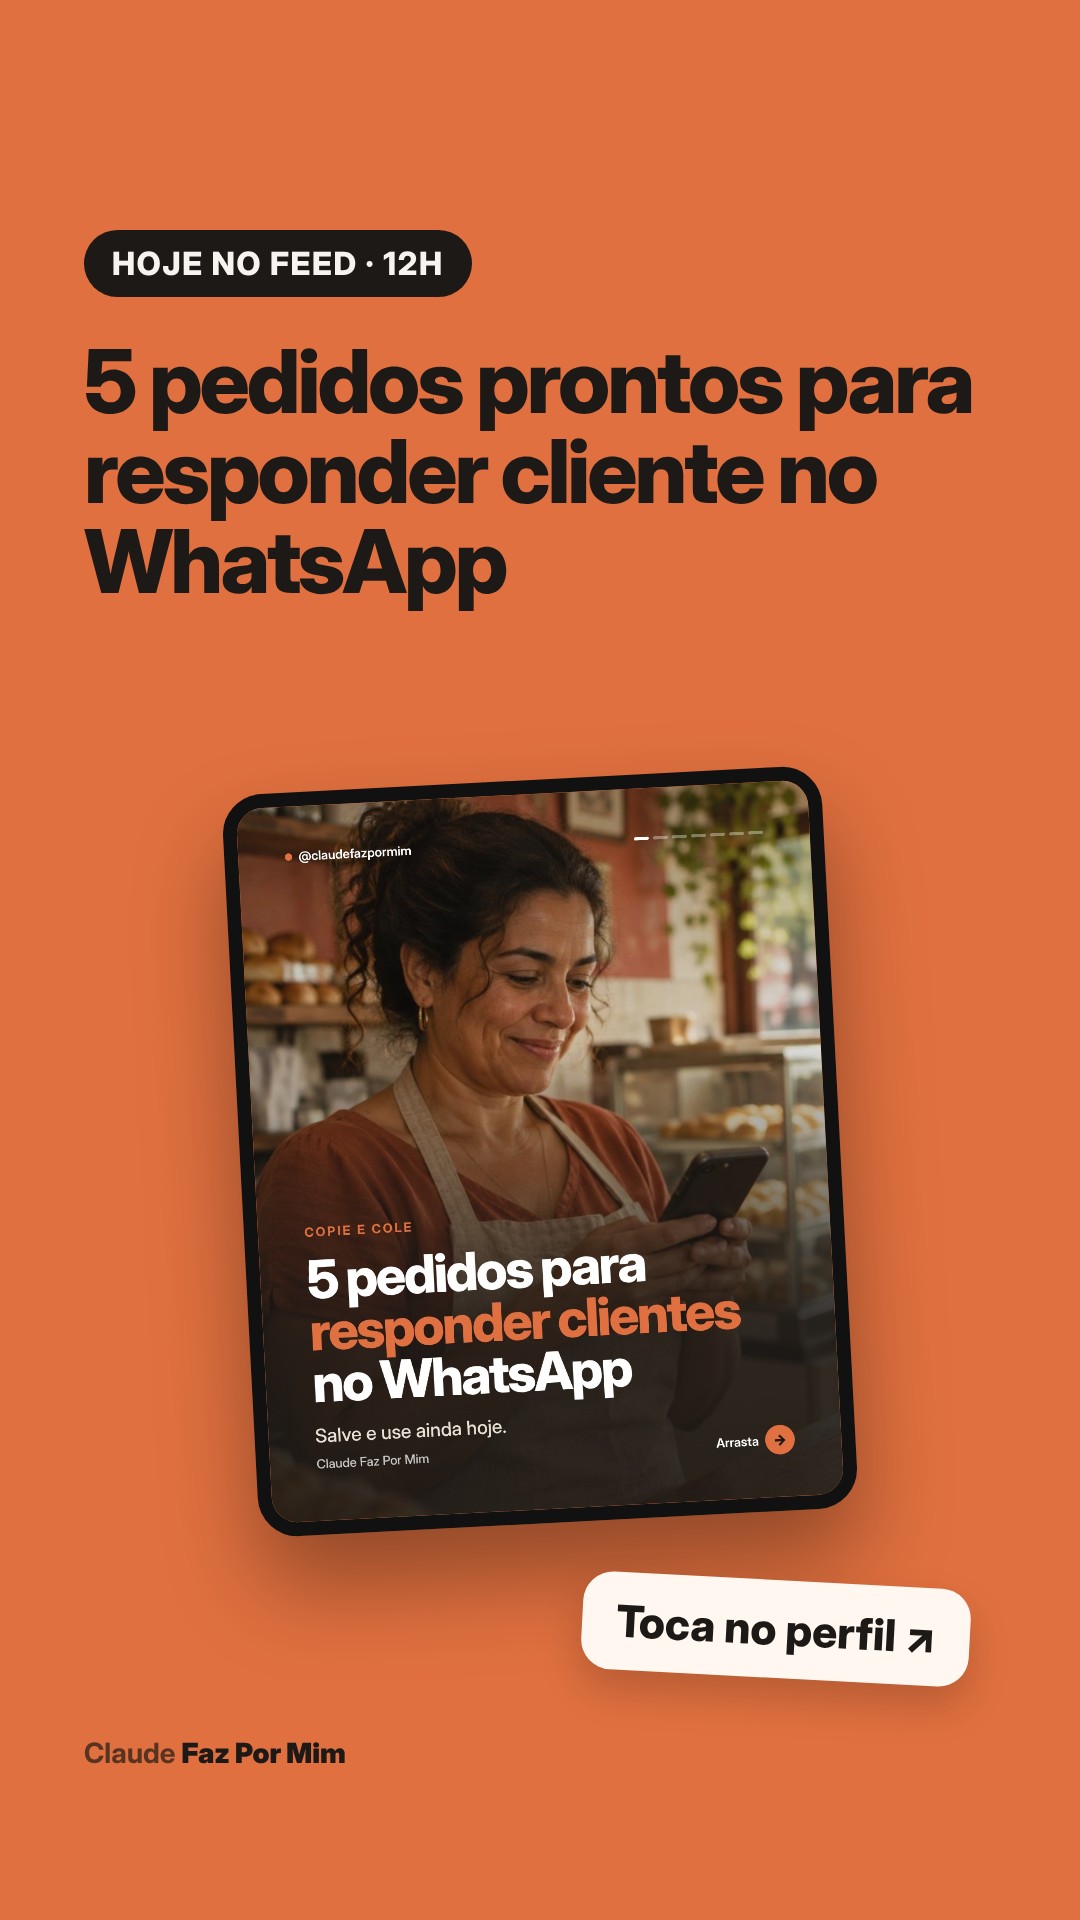 HOJE NO FEED · 12H
5 pedidos prontos para
responder cliente no
WhatsApp
@claudefazpormim
COPIE E COLE
5 pedidos para
responder clientes
no WhatsApp
Salve e use ainda hoje.
Claude Faz Por Mim
Arrasta →
Toca no perfil ↗
Claude Faz Por Mim